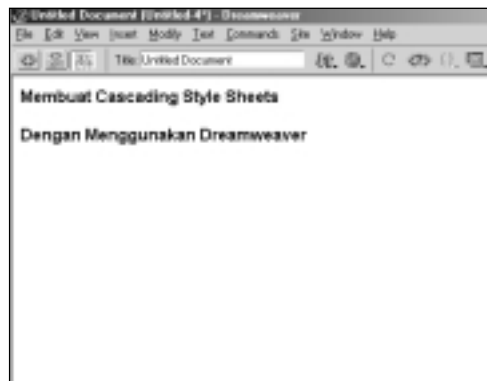 Untitled Document (Untitled-4*) - Dreamweaver
File Edit View Insert Modify Text Commands Site Window Help
Title: Untitled Document
Membuat Cascading Style Sheets
Dengan Menggunakan Dreamweaver